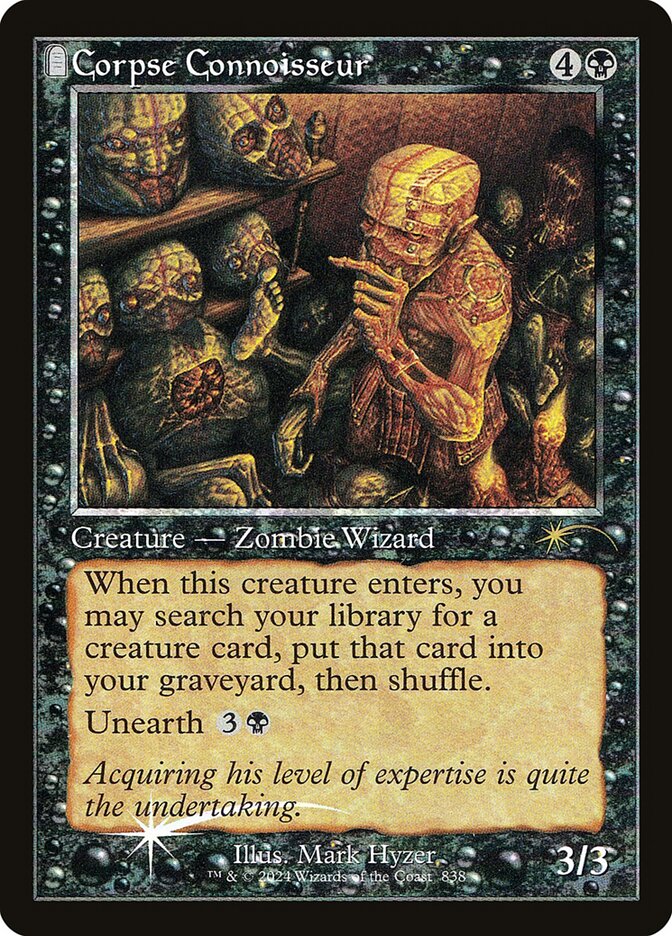 Corpse Connoisseur 4
Creature — Zombie Wizard
When this creature enters, you
may search your library for a
creature card, put that card into
your graveyard, then shuffle.
Unearth 3
Acquiring his level of expertise is quite
the undertaking.
Illus. Mark Hyzer
3/3
™ & © 2024 Wizards of the Coast 838